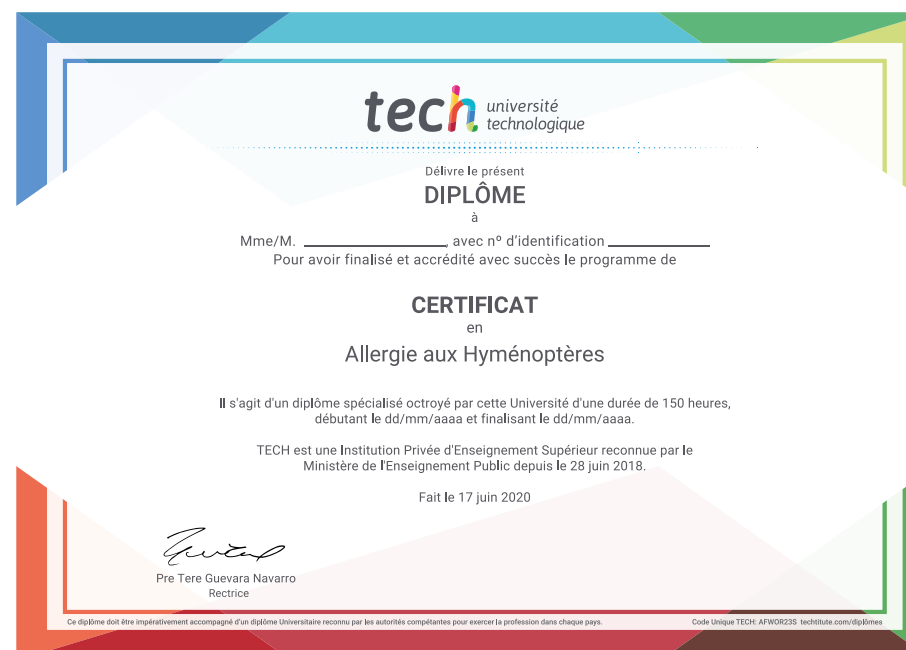 tech université
technologique
Délivre le présent
DIPLÔME
à
Mme/M. ____________________, avec nº d'identification ______________
Pour avoir finalisé et accrédité avec succès le programme de
CERTIFICAT
en
Allergie aux Hyménoptères
Il s'agit d'un diplôme spécialisé octroyé par cette Université d'une durée de 150 heures,
débutant le dd/mm/aaaa et finalisant le dd/mm/aaaa.
TECH est une Institution Privée d'Enseignement Supérieur reconnue par le
Ministère de l'Enseignement Public depuis le 28 juin 2018.
Fait le 17 juin 2020
Pre Tere Guevara Navarro
Rectrice
Ce diplôme doit être impérativement accompagné d'un diplôme Universitaire reconnu par les autorités compétentes pour exercer la profession dans chaque pays.
Code Unique TECH: AFWOR23S techtitute.com/diplômes